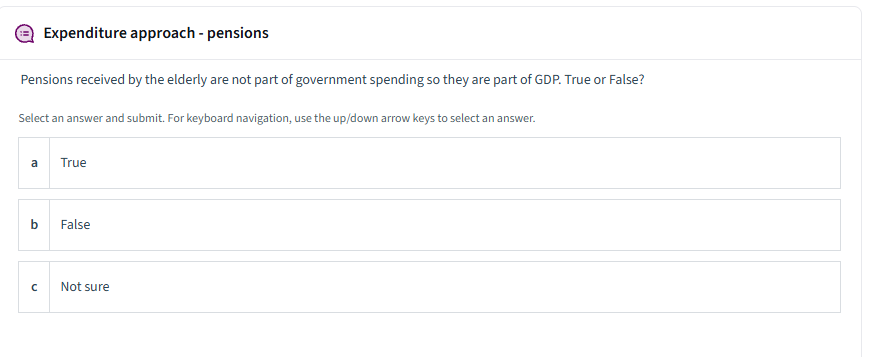 Expenditure approach - pensions
Pensions received by the elderly are not part of government spending so they are part of GDP. True or False?
Select an answer and submit. For keyboard navigation, use the up/down arrow keys to select an answer.
a True
b False
c Not sure